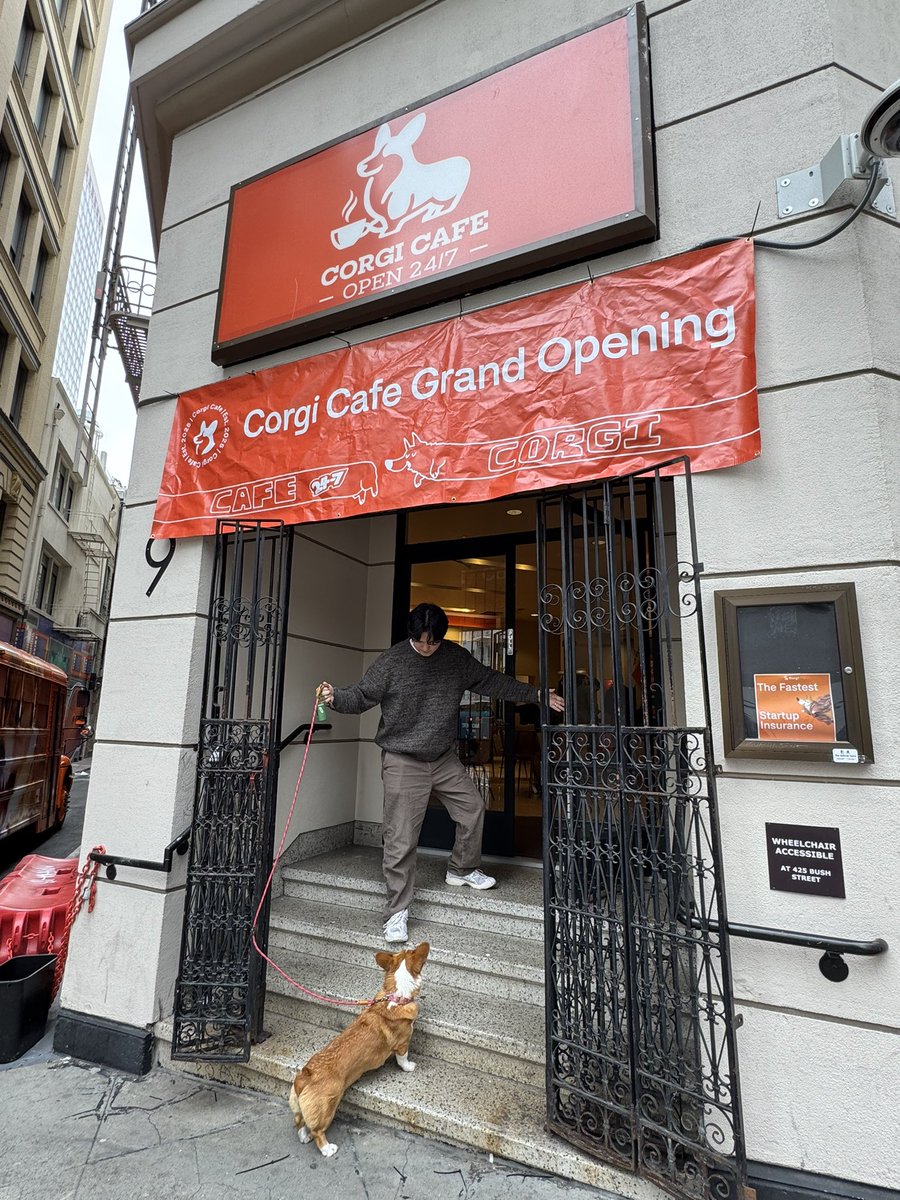 CORGI CAFE
— OPEN 24/7 —
Corgi Cafe Grand Opening
CAFE 24-7 CORGI
9
Corgi
The Fastest
Startup
Insurance
WHEELCHAIR
ACCESSIBLE
AT 425 BUSH
STREET